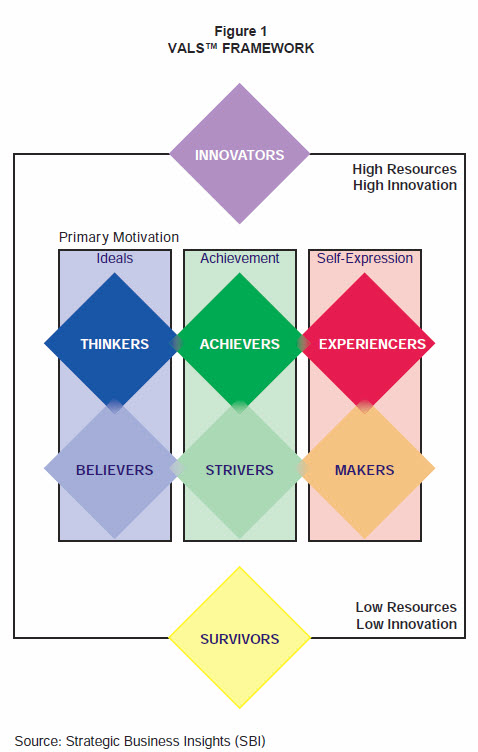 Figure 1
VALS™ FRAMEWORK
INNOVATORS
High Resources
High Innovation
Primary Motivation
Ideals
Achievement
Self-Expression
THINKERS
ACHIEVERS
EXPERIENCERS
BELIEVERS
STRIVERS
MAKERS
Low Resources
Low Innovation
SURVIVORS
Source: Strategic Business Insights (SBI)